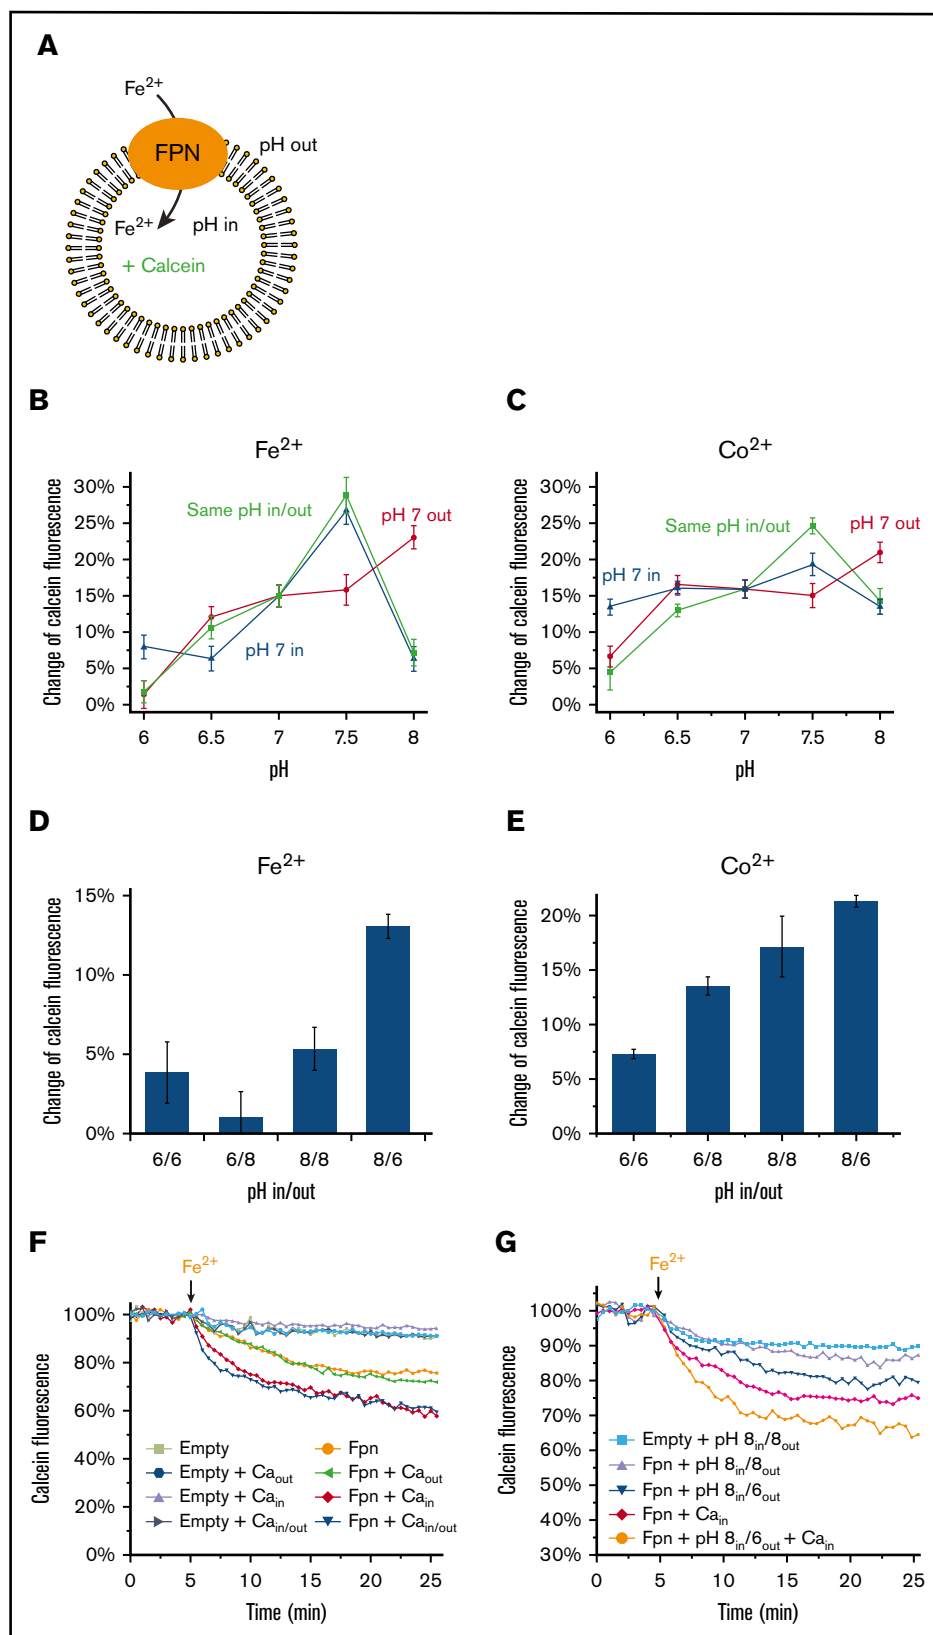 A
Fe2+
FPN
pH out
Fe2+
pH in
+ Calcein
B
Fe2+
Change of calcein fluorescence
30%
25%
20%
15%
10%
5%
0%
Same pH in/out
pH 7 out
pH 7 in
6
6.5
7
7.5
8
pH
C
Co2+
Change of calcein fluorescence
30%
25%
20%
15%
10%
5%
0%
Same pH in/out
pH 7 out
pH 7 in
6
6.5
7
7.5
8
pH
D
Fe2+
Change of calcein fluorescence
15%
10%
5%
0%
6/6
6/8
8/8
8/6
pH in/out
E
Co2+
Change of calcein fluorescence
20%
15%
10%
5%
0%
6/6
6/8
8/8
8/6
pH in/out
F
Fe2+
Calcein fluorescence
100%
80%
60%
40%
20%
0%
Empty
Empty + Caout
Empty + Cain
Empty + Cain/out
Fpn
Fpn + Caout
Fpn + Cain
Fpn + Cain/out
0
5
10
15
20
25
Time (min)
G
Fe2+
Calcein fluorescence
100%
90%
80%
70%
60%
50%
40%
30%
Empty + pH 8in/8out
Fpn + pH 8in/8out
Fpn + pH 8in/6out
Fpn + Cain
Fpn + pH 8in/6out + Cain
0
5
10
15
20
25
Time (min)